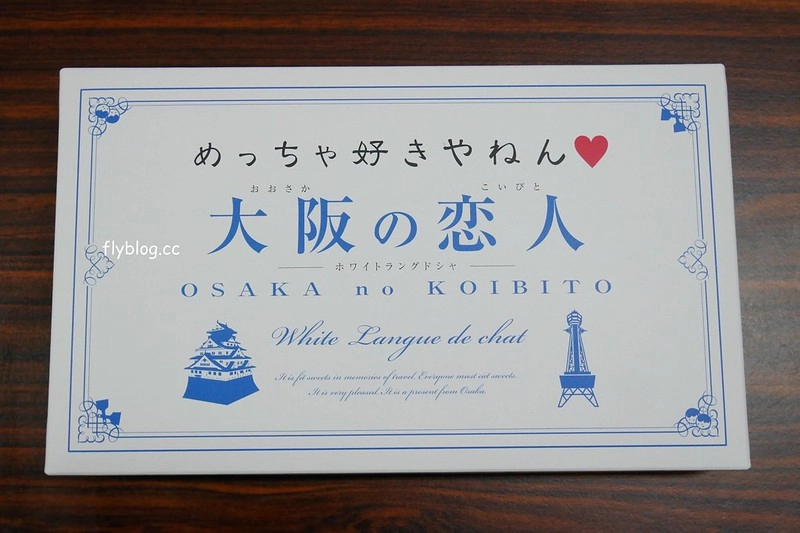 めっちゃ好きやねん♥
おおさか こいびと
大阪の恋人
ホワイトラングドシャ
OSAKA no KOIBITO
White Langue de chat
It is fit sweets in memories of travel. Everyone must eat sweets.
It is very pleased. It is a present from Osaka.
flyblog.cc